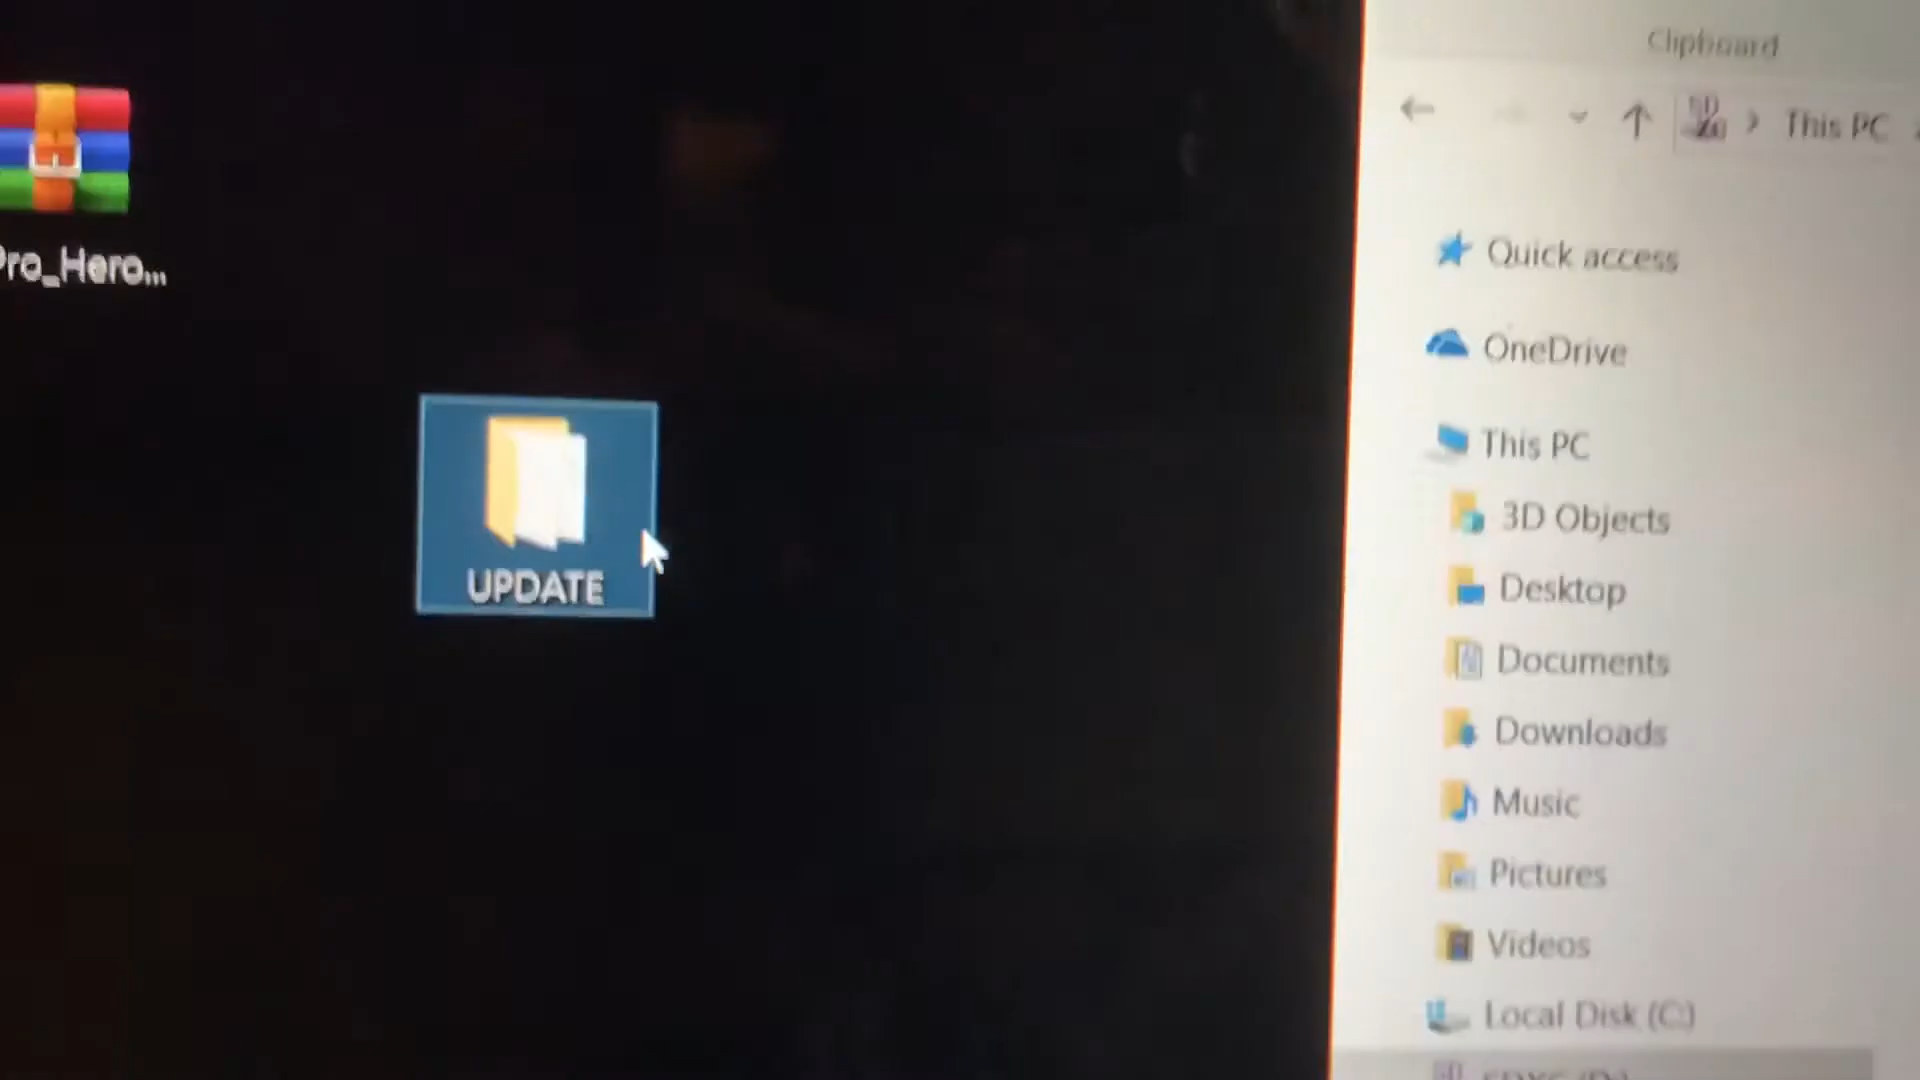 Clipboard
This PC
Pro_Hero...
UPDATE
Quick access
OneDrive
This PC
3D Objects
Desktop
Documents
Downloads
Music
Pictures
Videos
Local Disk (C:)